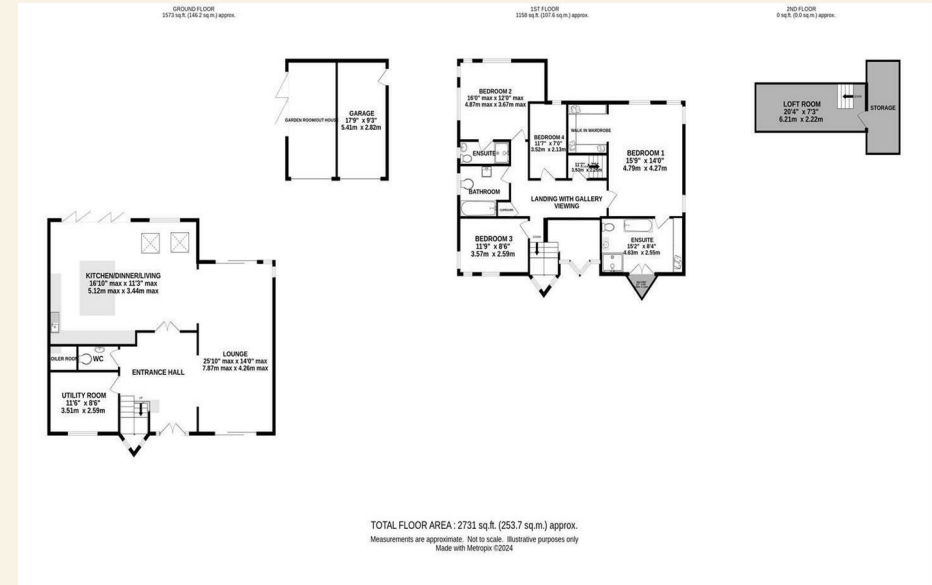 GROUND FLOOR
1573 sq.ft. (146.2 sq.m.) approx.
1ST FLOOR
1158 sq.ft. (107.6 sq.m.) approx.
2ND FLOOR
0 sq.ft. (0.0 sq.m.) approx.
GARDEN ROOM/OUT HOUSE
GARAGE
17'9" x 9'3"
5.41m x 2.82m
KITCHEN/DINNER/LIVING
16'10" max x 11'3" max
5.12m max x 3.44m max
BOILER ROOM
WC
ENTRANCE HALL
LOUNGE
25'10" max x 14'0" max
7.87m max x 4.26m max
UTILITY ROOM
11'6" x 8'6"
3.51m x 2.59m
UP
BEDROOM 2
16'0" max x 12'0" max
4.87m max x 3.67m max
ENSUITE
BEDROOM 4
11'7" x 7'0"
3.52m x 2.13m
WALK IN WARDROBE
BEDROOM 1
15'9" x 14'0"
4.79m x 4.27m
BATHROOM
LANDING WITH GALLERY
VIEWING
BEDROOM 3
11'9" x 8'6"
3.57m x 2.59m
DOWN
ENSUITE
15'2" x 8'4"
4.63m x 2.55m
LOFT ROOM
20'4" x 7'3"
6.21m x 2.22m
DOWN
STORAGE
TOTAL FLOOR AREA : 2731 sq.ft. (253.7 sq.m.) approx.
Measurements are approximate. Not to scale. Illustrative purposes only
Made with Metropix ©2024